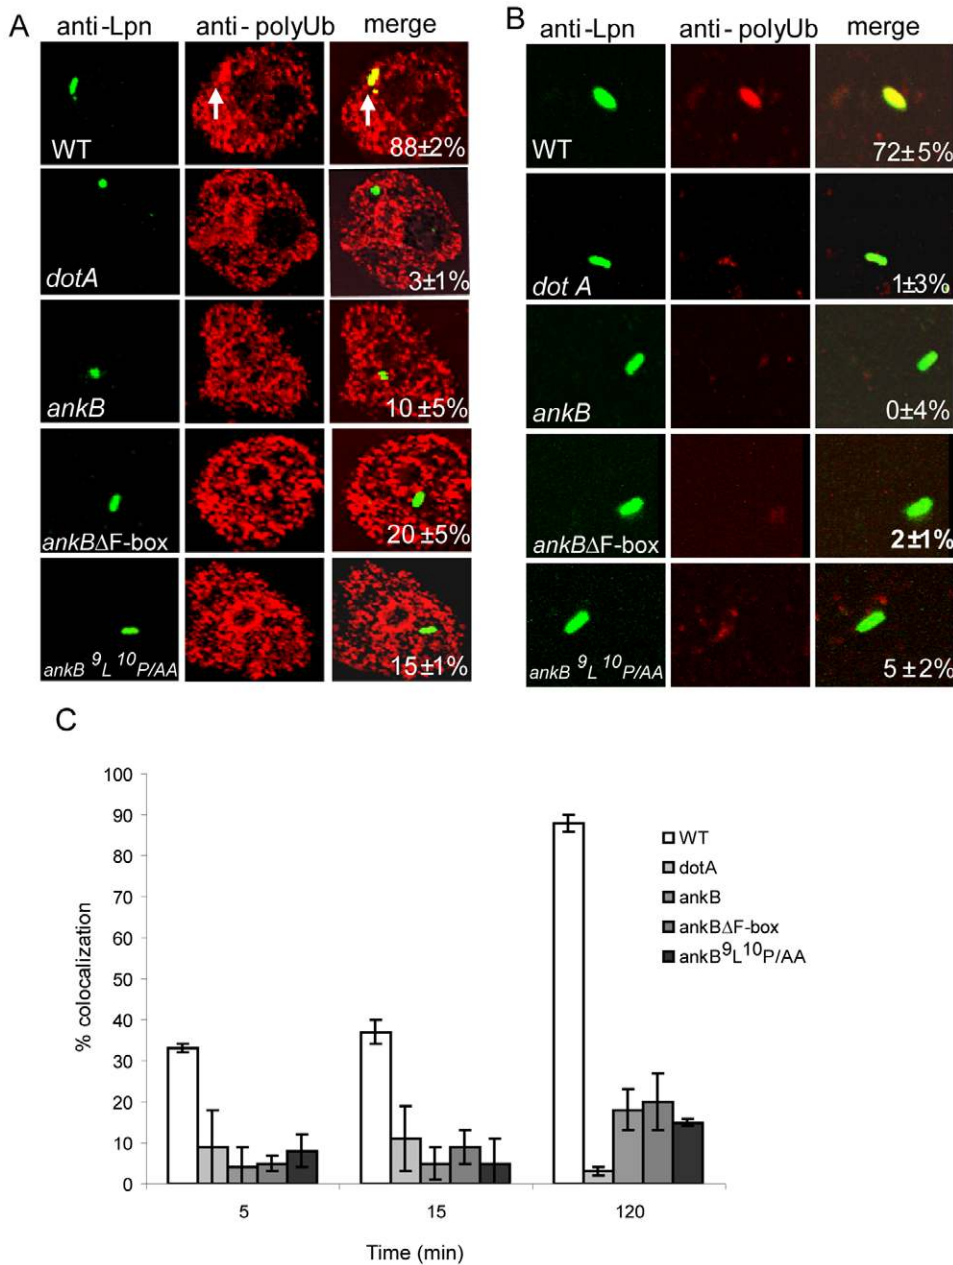 A
anti-Lpn anti-polyUb merge
WT 88±2%
dotA 3±1%
ankB 10±5%
ankBΔF-box 20±5%
ankB ⁹L ¹⁰P/AA 15±1%
B
anti-Lpn anti-polyUb merge
WT 72±5%
dot A 1±3%
ankB 0±4%
ankBΔF-box 2±1%
ankB ⁹L ¹⁰P/AA 5±2%
C
% colocalization
100
90
80
70
60
50
40
30
20
10
0
5 15 120
Time (min)
WT
dotA
ankB
ankBΔF-box
ankB⁹L¹⁰P/AA